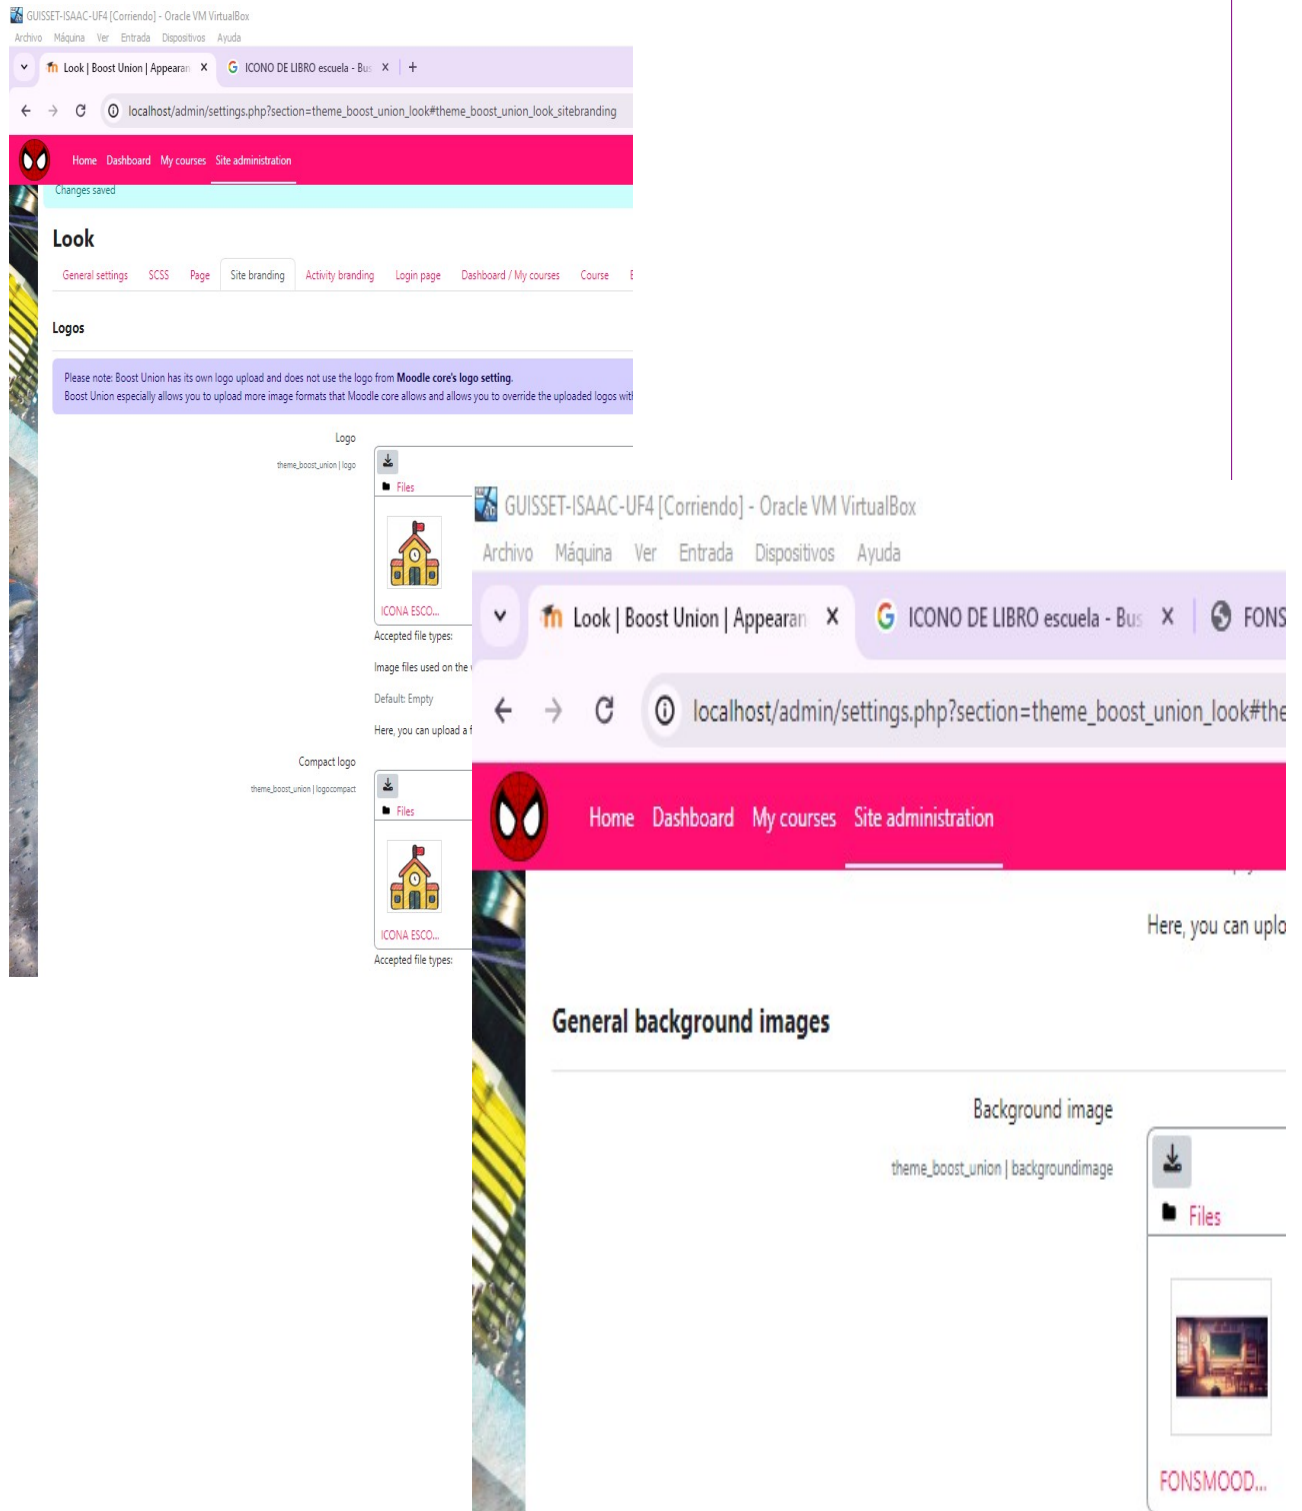 GUISSET-ISAAC-UF4 [Corriendo] - Oracle VM VirtualBox
Archivo Máquina Ver Entrada Dispositivos Ayuda
Look | Boost Union | Appearan
ICONO DE LIBRO escuela - Bus
localhost/admin/settings.php?section=theme_boost_union_look#theme_boost_union_look_sitebranding
Home Dashboard My courses Site administration
Changes saved
Look
General settings SCSS Page Site branding Activity branding Login page Dashboard / My courses Course
Logos
Please note: Boost Union has its own logo upload and does not use the logo from Moodle core's logo setting.
Boost Union especially allows you to upload more image formats that Moodle core allows and allows you to override the uploaded logos wit
Logo
theme_boost_union | logo
Files
ICONA ESCO...
Accepted file types:
Image files used on the
Default: Empty
Here, you can upload a f
Compact logo
theme_boost_union | logocompact
Files
ICONA ESCO...
Accepted file types:
GUISSET-ISAAC-UF4 [Corriendo] - Oracle VM VirtualBox
Archivo Máquina Ver Entrada Dispositivos Ayuda
Look | Boost Union | Appearan
ICONO DE LIBRO escuela - Bus
FONS
localhost/admin/settings.php?section=theme_boost_union_look#the
Home Dashboard My courses Site administration
Here, you can uplo
General background images
Background image
theme_boost_union | backgroundimage
Files
FONSMOOD...